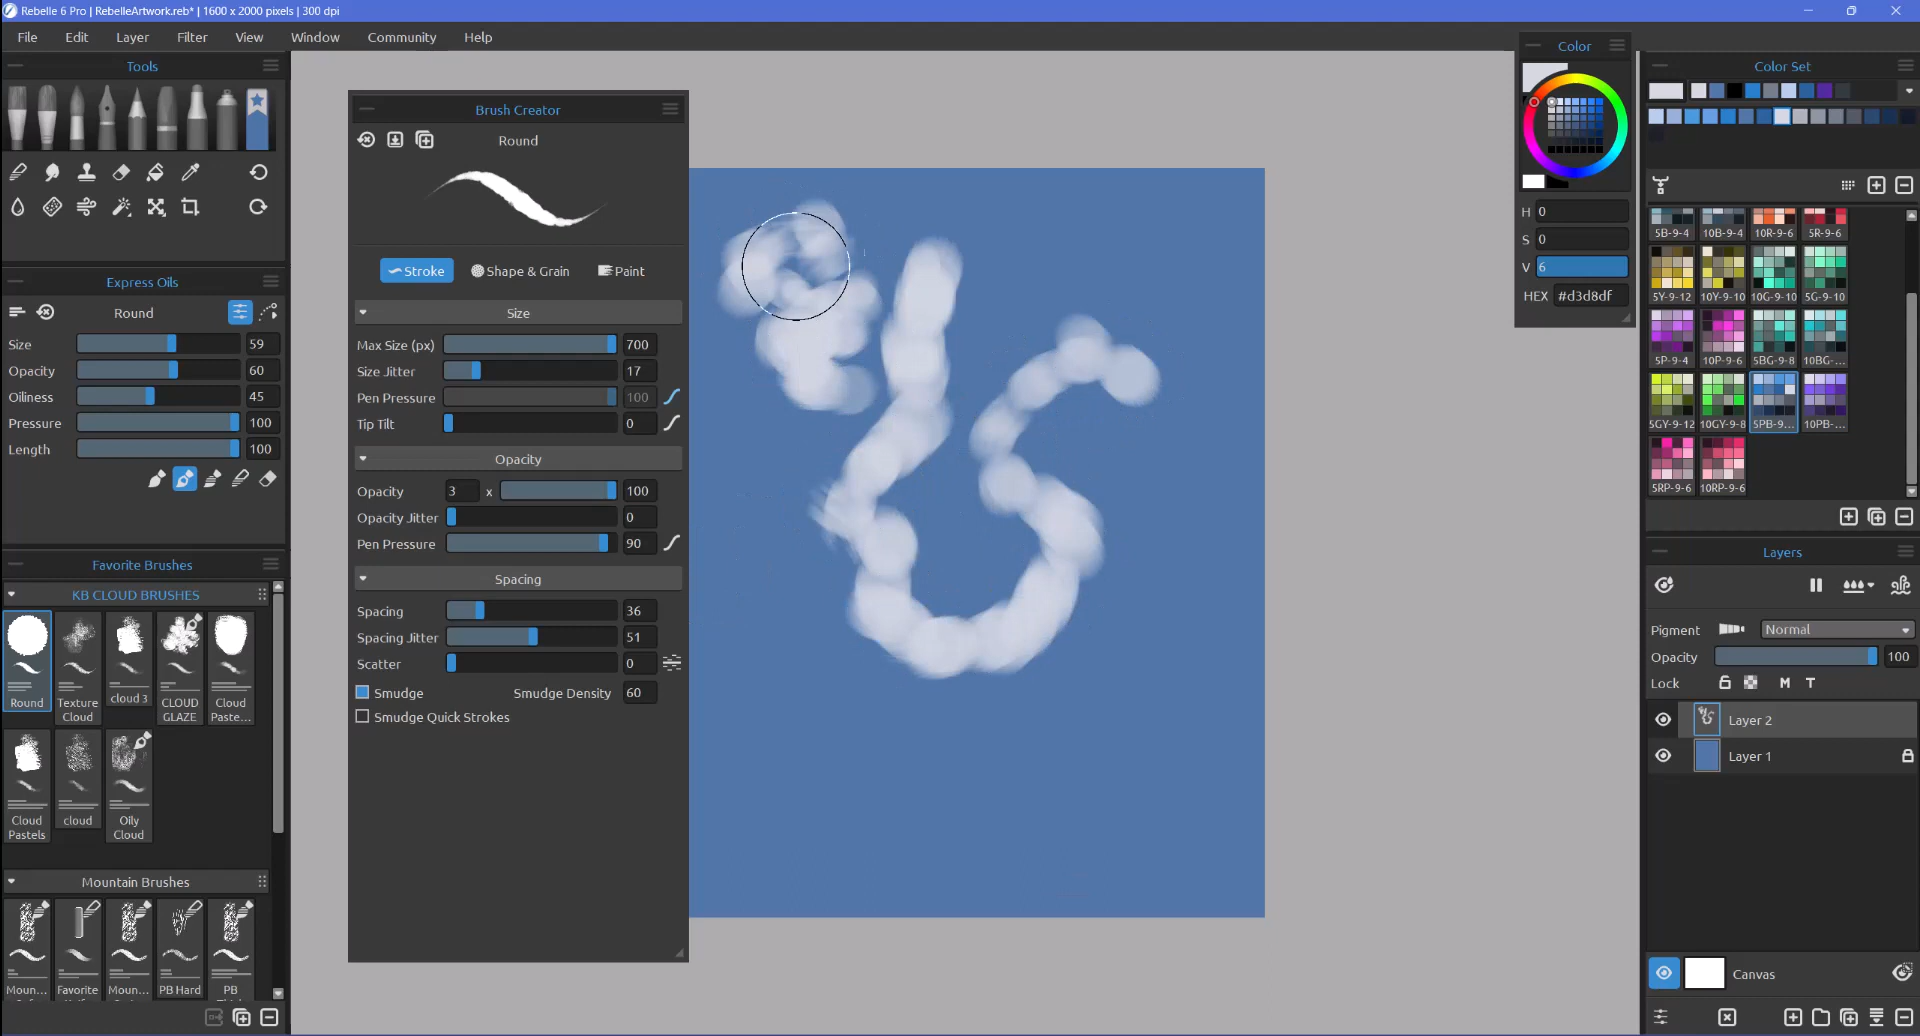 Rebelle 6 Pro | RebelleArtwork.reb* | 1600 x 2000 pixels | 300 dpi
File Edit Layer Filter View Window Community Help
Tools
Express Oils
Round
Size 59
Opacity 60
Oiliness 45
Pressure 100
Length 100
Favorite Brushes
KB CLOUD BRUSHES
Round
Texture Cloud
cloud 3
CLOUD GLAZE
Cloud Paste...
Cloud Pastels
cloud
Oily Cloud
Mountain Brushes
Moun...
Favorite
Moun...
PB Hard
PB
Brush Creator
Round
Stroke Shape & Grain Paint
Size
Max Size (px) 700
Size Jitter 17
Pen Pressure 100
Tip Tilt 0
Opacity
Opacity 3 x 100
Opacity Jitter 0
Pen Pressure 90
Spacing
Spacing 36
Spacing Jitter 51
Scatter 0
Smudge Smudge Density 60
Smudge Quick Strokes
Color
H 0
S 0
V 6
HEX #d3d8df
Color Set
5B-9-4 10B-9-4 10R-9-6 5R-9-6
5Y-9-12 10Y-9-10 10G-9-10 5G-9-10
5P-9-4 10P-9-6 5BG-9-8 10BG-...
5GY-9-12 10GY-9-8 5PB-9... 10PB-...
5RP-9-6 10RP-9-6
Layers
Pigment Normal
Opacity 100
Lock M T
Layer 2
Layer 1
Canvas